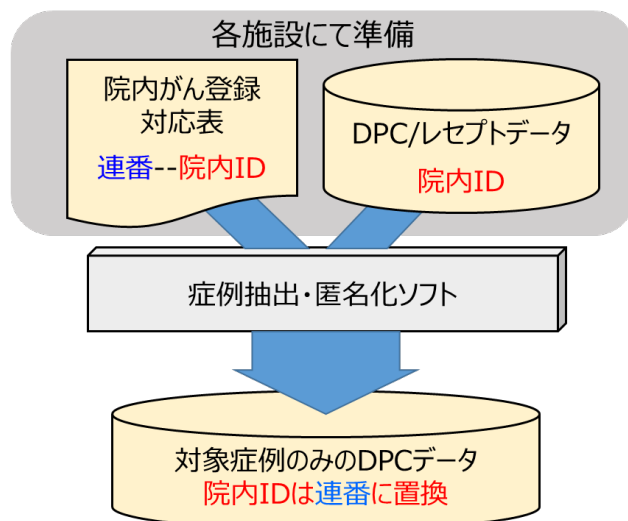 各施設にて準備
院内がん登録
対応表
連番--院内ID
DPC/レセプトデータ
院内ID
症例抽出・匿名化ソフト
対象症例のみのDPCデータ
院内IDは連番に置換